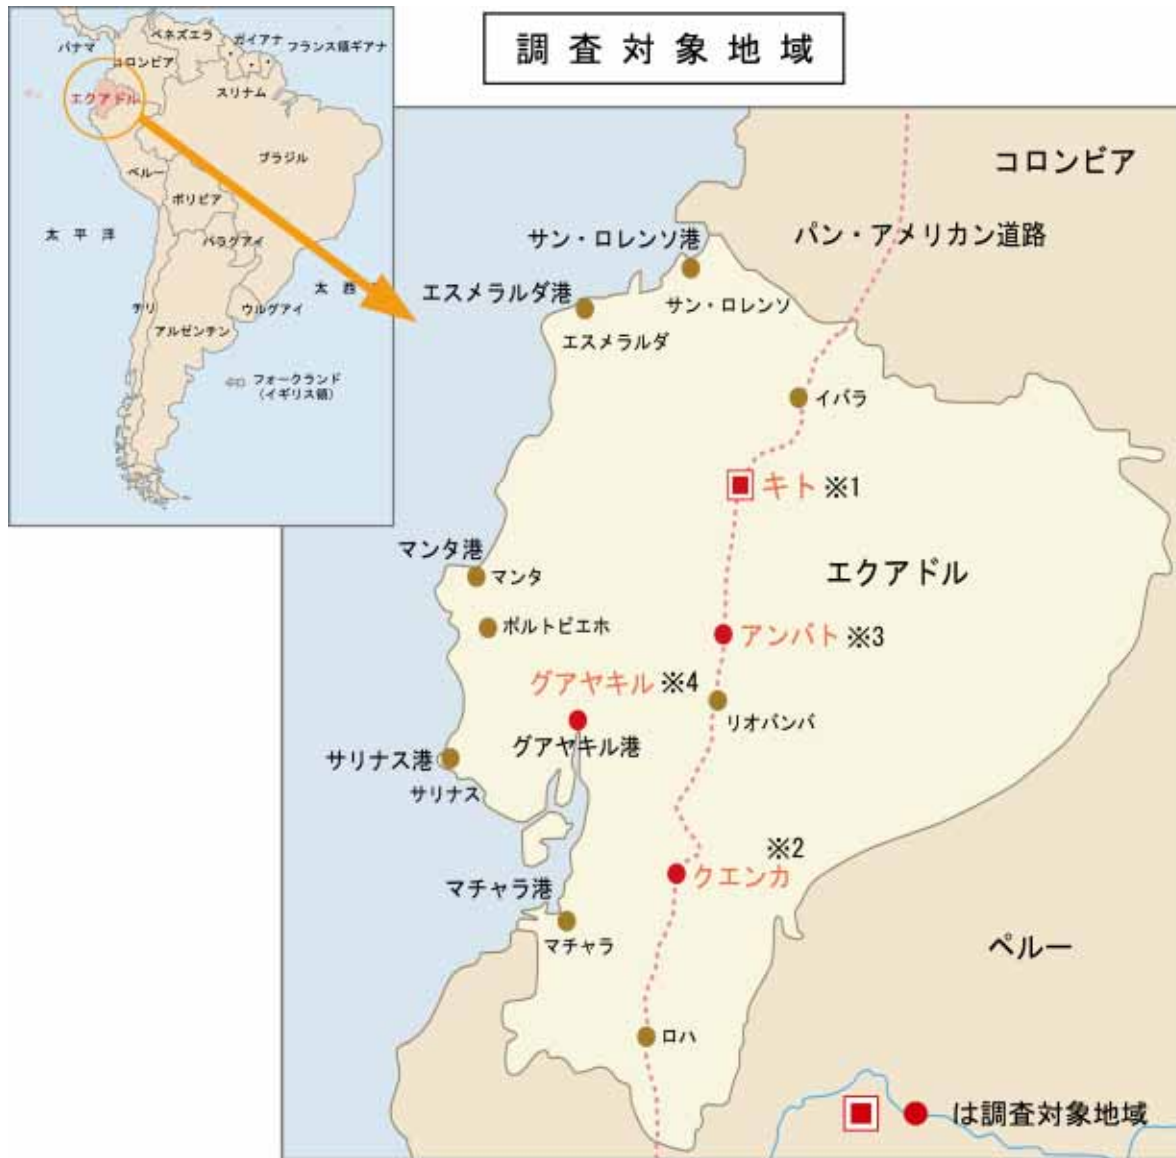 調査対象地域
パナマ
ベネズエラ
ガイアナ
フランス領ギアナ
コロンビア
スリナム
エクアドル
ブラジル
ペルー
ボリビア
太平洋
パラグアイ
太西
チリ
ウルグアイ
アルゼンチン
フォークランド
(イギリス領)
コロンビア
パン・アメリカン道路
サン・ロレンソ港
サン・ロレンソ
エスメラルダ港
エスメラルダ
イバラ
キト ※1
エクアドル
マンタ港
マンタ
ポルトビエホ
アンバト ※3
グアヤキル ※4
グアヤキル港
リオバンバ
サリナス港
サリナス
※2
クエンカ
マチャラ港
マチャラ
ペルー
ロハ
は調査対象地域